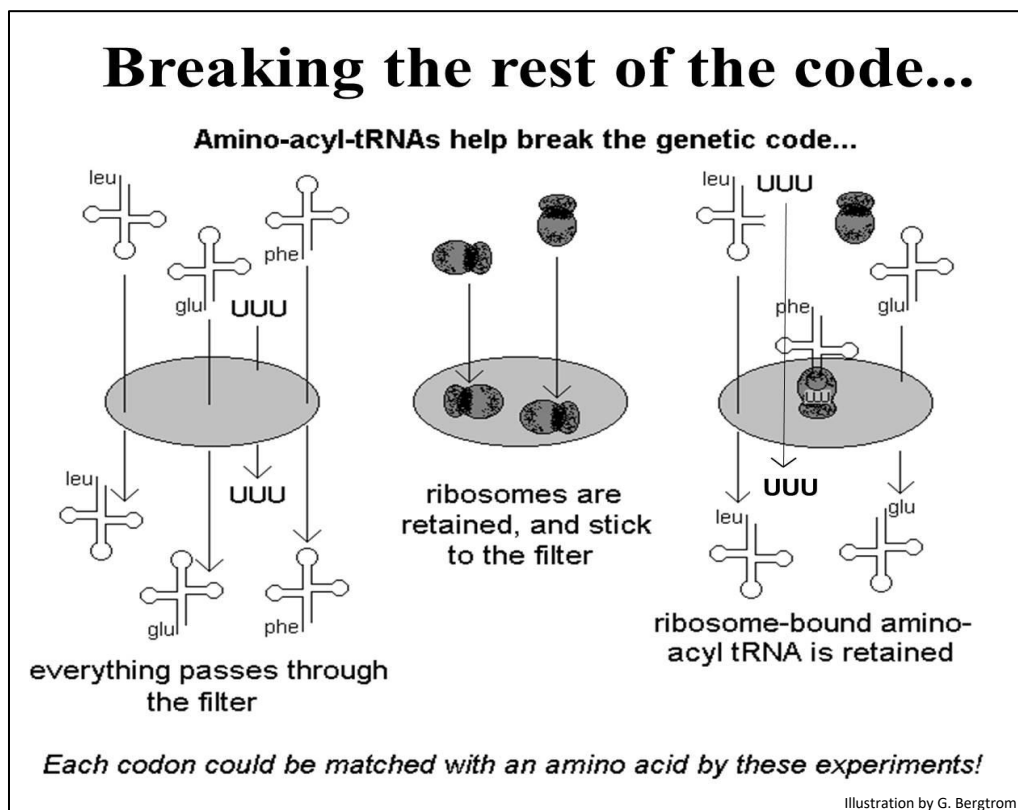 Breaking the rest of the code...
Amino-acyl-tRNAs help break the genetic code...
leu
glu
UUU
phe
leu
UUU
glu
phe
everything passes through
the filter
ribosomes are
retained, and stick
to the filter
leu
UUU
phe
glu
UUU
UUU
leu
glu
ribosome-bound amino-
acyl tRNA is retained
Each codon could be matched with an amino acid by these experiments!
Illustration by G. Bergtrom